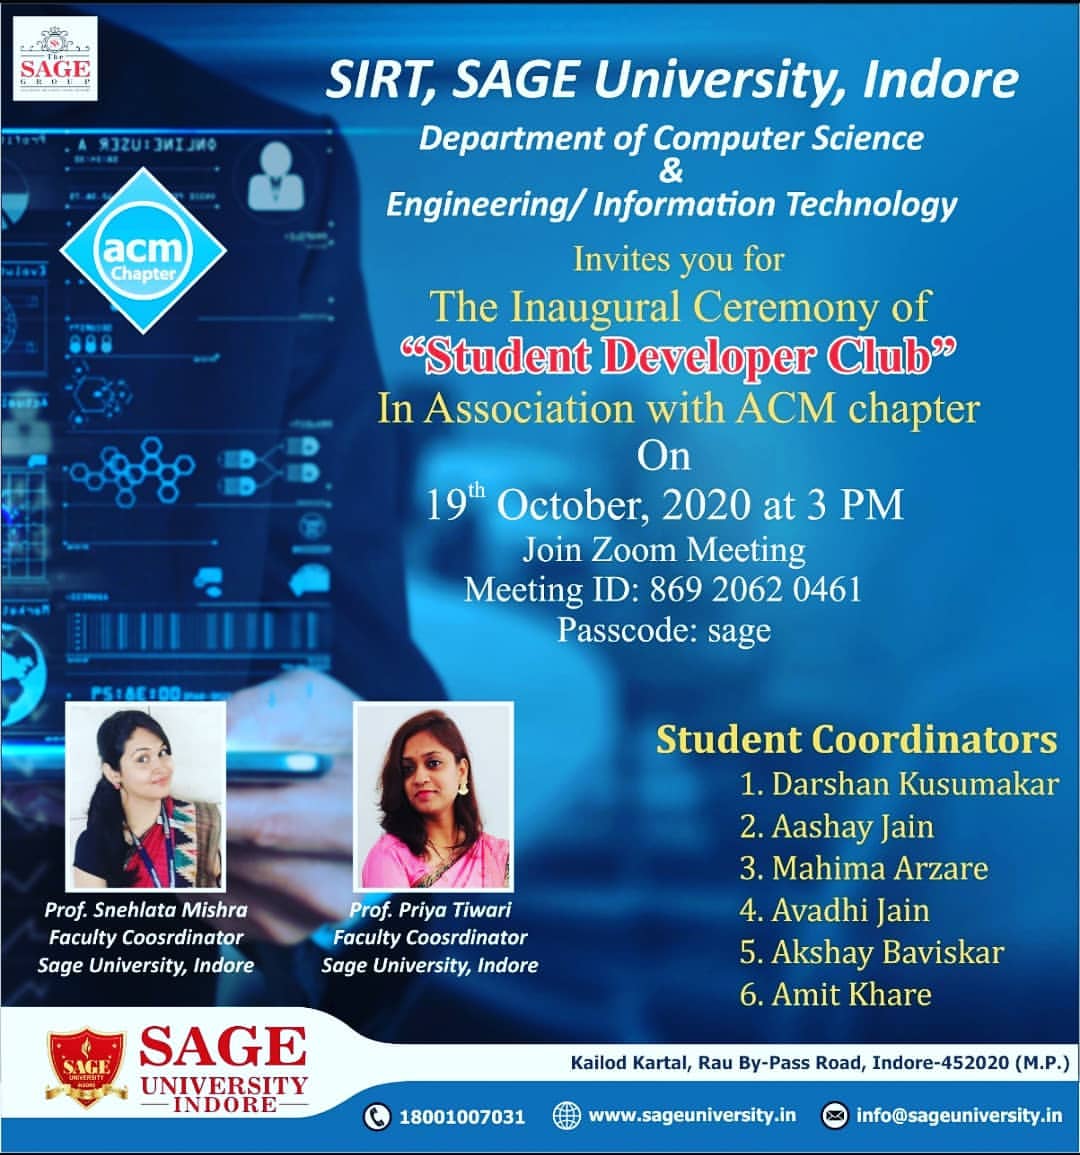 The
SAGE
GROUP
SIRT, SAGE University, Indore
Department of Computer Science
&
Engineering/ Information Technology
acm
Chapter
Invites you for
The Inaugural Ceremony of
“Student Developer Club”
In Association with ACM chapter
On
19th October, 2020 at 3 PM
Join Zoom Meeting
Meeting ID: 869 2062 0461
Passcode: sage
Prof. Snehlata Mishra
Faculty Coosrdinator
Sage University, Indore
Prof. Priya Tiwari
Faculty Coosrdinator
Sage University, Indore
Student Coordinators
1. Darshan Kusumakar
2. Aashay Jain
3. Mahima Arzare
4. Avadhi Jain
5. Akshay Baviskar
6. Amit Khare
SAGE
UNIVERSITY
INDORE
SAGE
UNIVERSITY
INDORE
Kailod Kartal, Rau By-Pass Road, Indore-452020 (M.P.)
18001007031 www.sageuniversity.in info@sageuniversity.in